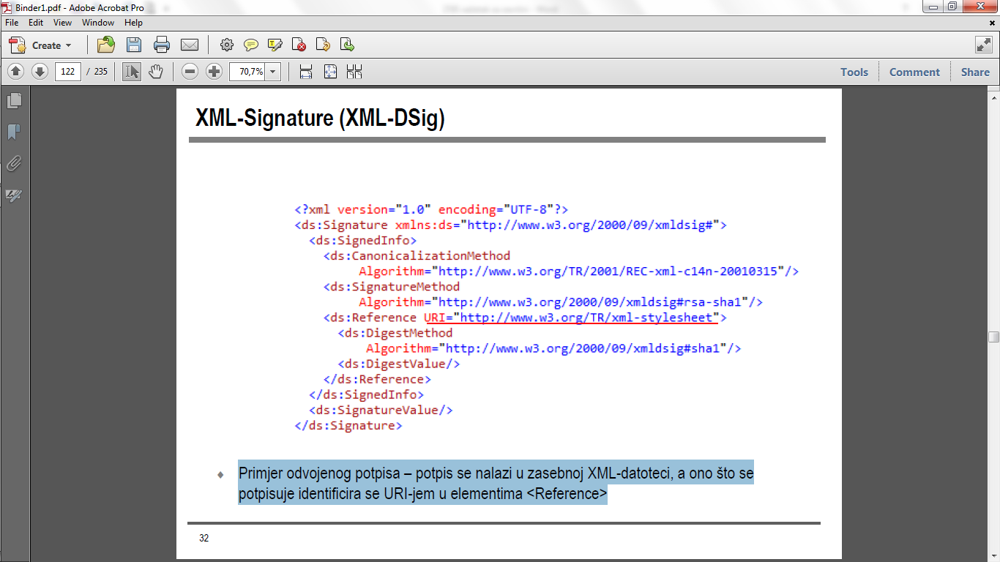 Binder1.pdf - Adobe Acrobat Pro
File Edit View Window Help
Create
122 / 235 70,7% Tools Comment Share
XML-Signature (XML-DSig)
<?xml version="1.0" encoding="UTF-8"?>
<ds:Signature xmlns:ds="http://www.w3.org/2000/09/xmldsig#">
<ds:SignedInfo>
<ds:CanonicalizationMethod
Algorithm="http://www.w3.org/TR/2001/REC-xml-c14n-20010315"/>
<ds:SignatureMethod
Algorithm="http://www.w3.org/2000/09/xmldsig#rsa-sha1"/>
<ds:Reference URI="http://www.w3.org/TR/xml-stylesheet">
<ds:DigestMethod
Algorithm="http://www.w3.org/2000/09/xmldsig#sha1"/>
<ds:DigestValue/>
</ds:Reference>
</ds:SignedInfo>
<ds:SignatureValue/>
</ds:Signature>
♦ Primjer odvojenog potpisa – potpis se nalazi u zasebnoj XML-datoteci, a ono što se
potpisuje identificira se URI-jem u elementima <Reference>
32